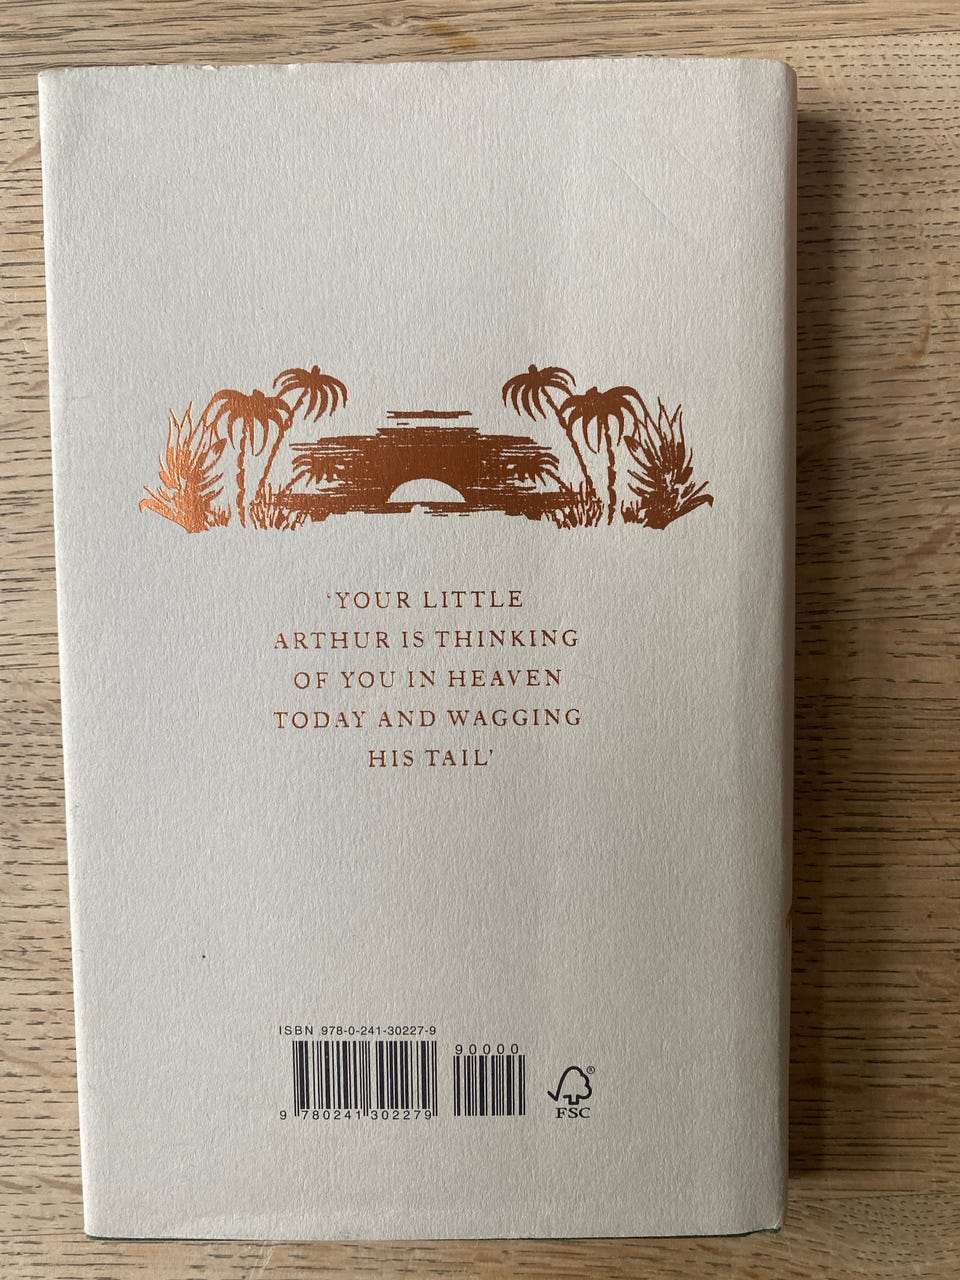 ‘YOUR LITTLE
ARTHUR IS THINKING
OF YOU IN HEAVEN
TODAY AND WAGGING
HIS TAIL’
ISBN 978-0-241-30227-9
90000
9 780241 302279
®
FSC